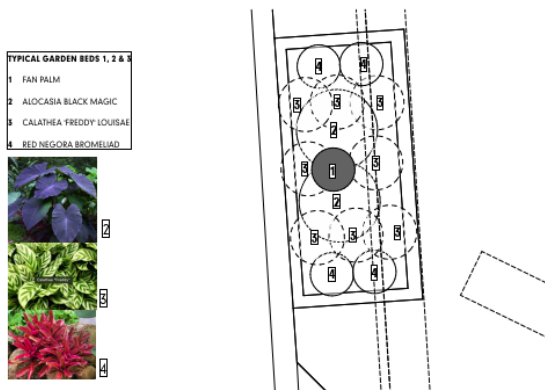 TYPICAL GARDEN BEDS 1, 2 & 3
1 FAN PALM
2 ALOCASIA BLACK MAGIC
3 CALATHEA 'FREDDY' LOUISAE
4 RED NEGORA BROMELIAD
2
Calathea 'Freddy'
3
4
4 4
3 3 3
2
3 3
1
2
3 3 3
4 4